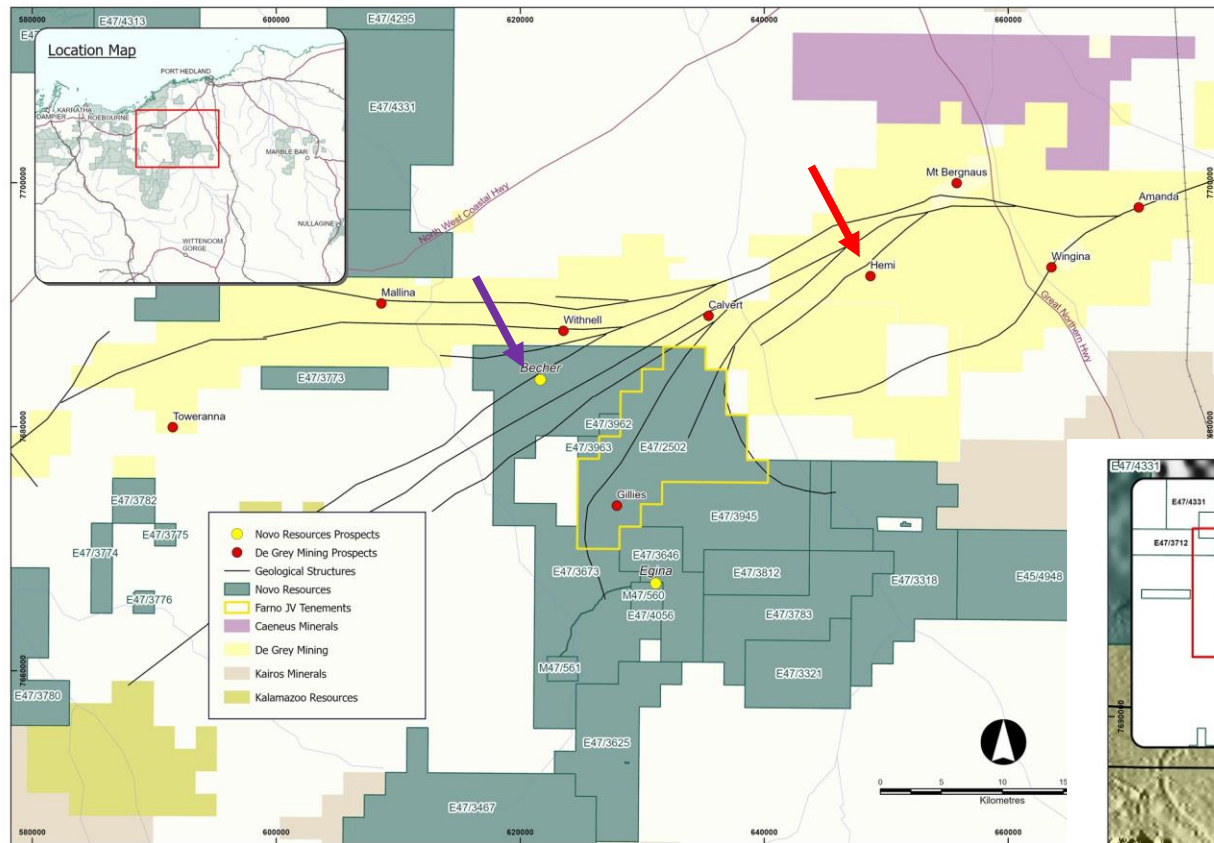 580000
600000
620000
640000
660000
E47/4313
E47/4295
Location Map
PORT HEDLAND
KARRATHA
DAMPIER
ROEBOURNE
MARBLE BAR
NULLAGINE
WITTENOOM
GORGE
E47/4331
North West Coastal Hwy
Great Northern Hwy
7700000
7700000
Mt Bergnaus
Amanda
Wingina
Hemi
Mallina
Withnell
Calvert
Becher
E47/3773
Toweranna
7680000
E47/3962
E47/3963
E47/2502
Gillies
E47/3782
E47/3775
E47/3774
E47/3776
E47/3945
E47/3646
E47/3673
Egina
M47/560
E47/4056
E47/3812
E47/3318
E45/4948
E47/3783
M47/561
E47/3321
E47/3780
E47/3625
E47/3467
7660000
Novo Resources Prospects
De Grey Mining Prospects
Geological Structures
Novo Resources
Farno JV Tenements
Caeneus Minerals
De Grey Mining
Kairos Minerals
Kalamazoo Resources
0 5 10 15
Kilometres
E47/4331
E47/4331
E47/3712
7690000
580000
600000
620000
640000
660000